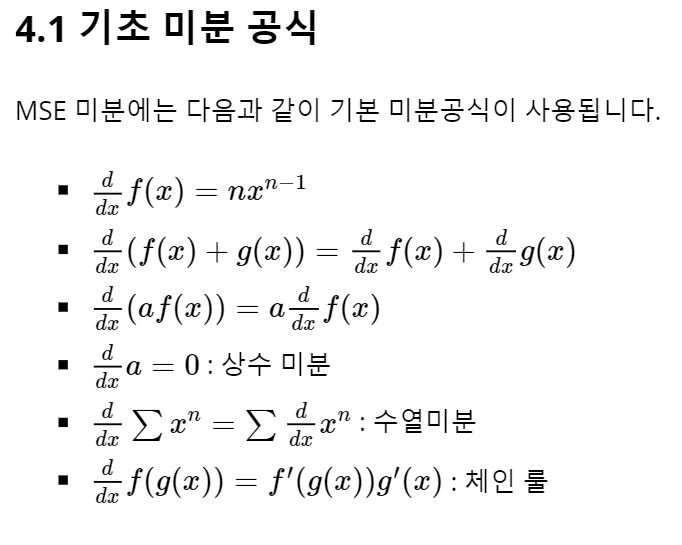 4.1 기초 미분 공식
MSE 미분에는 다음과 같이 기본 미분공식이 사용됩니다.
▪ $\frac{d}{dx}f(x) = nx^{n-1}$
▪ $\frac{d}{dx}(f(x) + g(x)) = \frac{d}{dx}f(x) + \frac{d}{dx}g(x)$
▪ $\frac{d}{dx}(af(x)) = a\frac{d}{dx}f(x)$
▪ $\frac{d}{dx}a = 0$ : 상수 미분
▪ $\frac{d}{dx}\sum x^n = \sum \frac{d}{dx}x^n$ : 수열미분
▪ $\frac{d}{dx}f(g(x)) = f'(g(x))g'(x)$ : 체인 룰